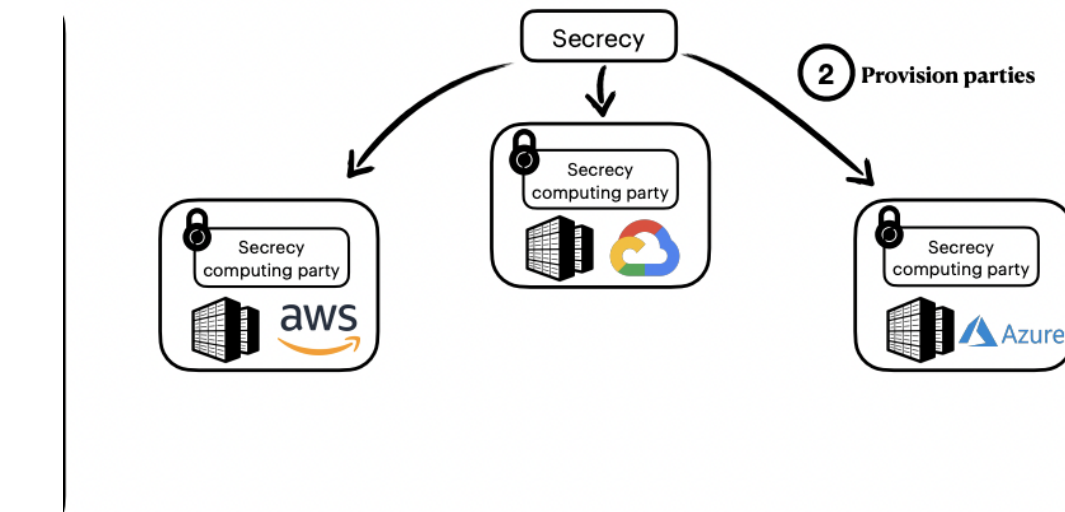 Secrecy
2 Provision parties
Secrecy
computing party
Secrecy
computing party
aws
Secrecy
computing party
Azure